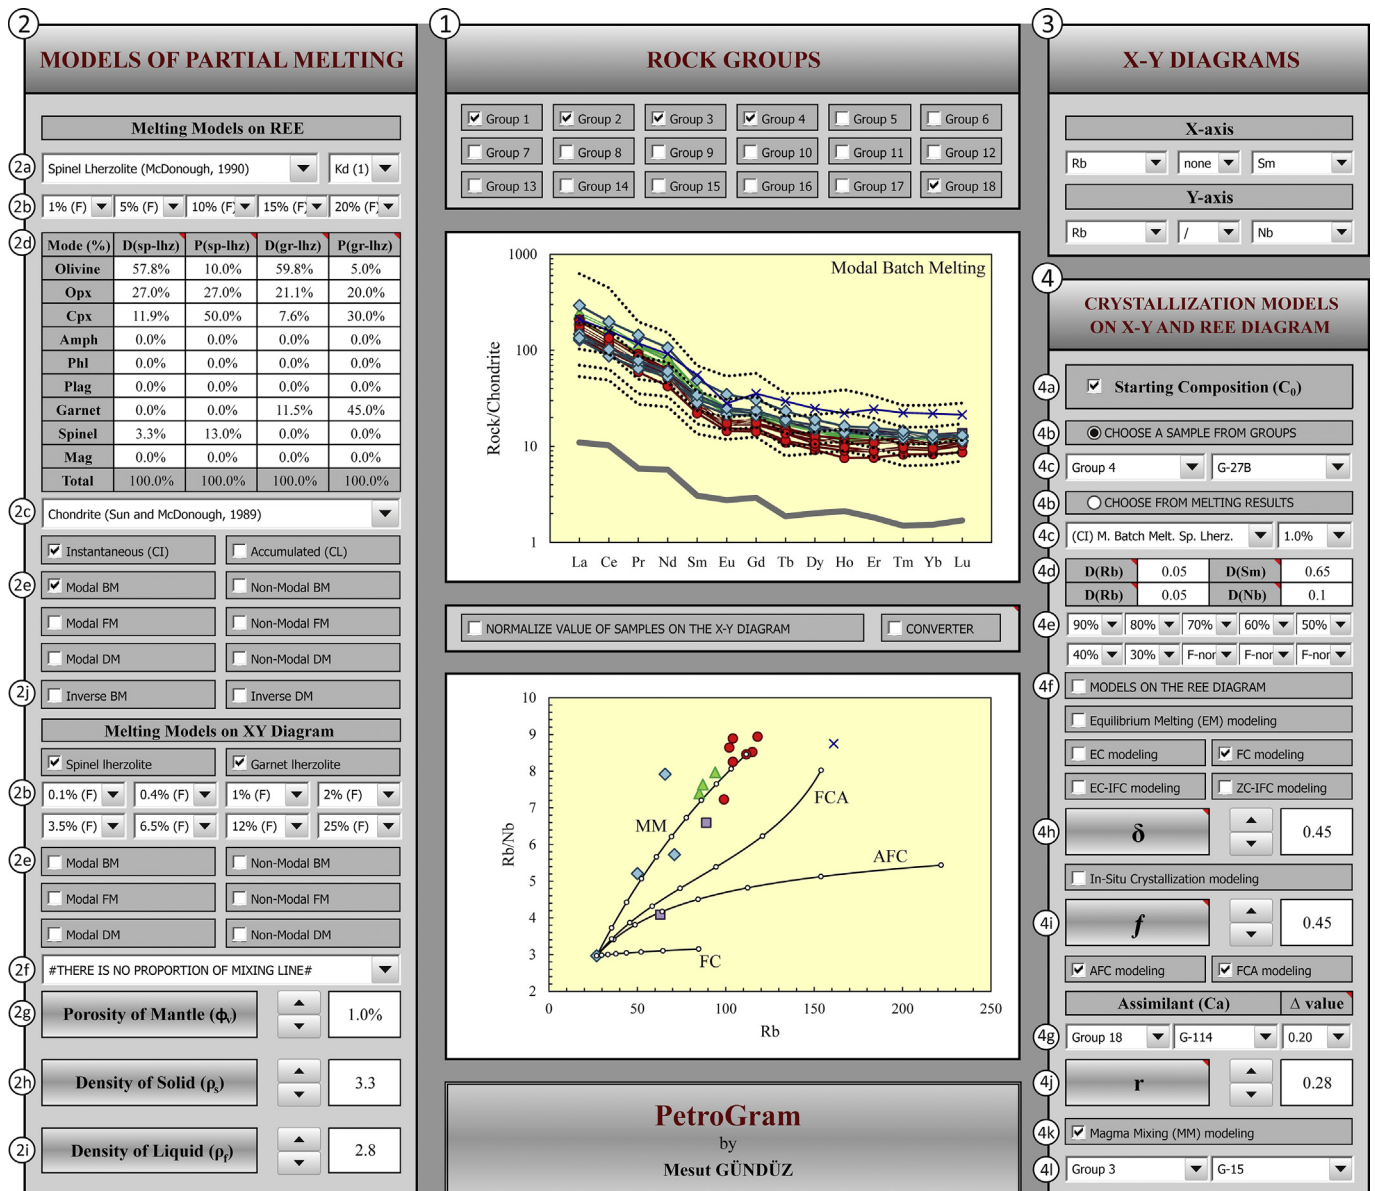 2
MODELS OF PARTIAL MELTING
Melting Models on REE
2a
Spinel Lherzolite (McDonough, 1990)
Kd (1)
2b
1% (F)
5% (F)
10% (F)
15% (F)
20% (F)
2d
Mode (%) D(sp-lhz) P(sp-lhz) D(gr-lhz) P(gr-lhz)
Olivine 57.8% 10.0% 59.8% 5.0%
Opx 27.0% 27.0% 21.1% 20.0%
Cpx 11.9% 50.0% 7.6% 30.0%
Amph 0.0% 0.0% 0.0% 0.0%
Phl 0.0% 0.0% 0.0% 0.0%
Plag 0.0% 0.0% 0.0% 0.0%
Garnet 0.0% 0.0% 11.5% 45.0%
Spinel 3.3% 13.0% 0.0% 0.0%
Mag 0.0% 0.0% 0.0% 0.0%
Total 100.0% 100.0% 100.0% 100.0%
2c
Chondrite (Sun and McDonough, 1989)
Instantaneous (CI)
Accumulated (CL)
2e
Modal BM
Non-Modal BM
Modal FM
Non-Modal FM
Modal DM
Non-Modal DM
2j
Inverse BM
Inverse DM
Melting Models on XY Diagram
Spinel lherzolite
Garnet lherzolite
2b
0.1% (F)
0.4% (F)
1% (F)
2% (F)
3.5% (F)
6.5% (F)
12% (F)
25% (F)
2e
Modal BM
Non-Modal BM
Modal FM
Non-Modal FM
Modal DM
Non-Modal DM
2f
#THERE IS NO PROPORTION OF MIXING LINE#
2g
Porosity of Mantle (ϕ)
1.0%
2h
Density of Solid (ρs)
3.3
2i
Density of Liquid (ρf)
2.8
1
ROCK GROUPS
Group 1 Group 2 Group 3 Group 4 Group 5 Group 6
Group 7 Group 8 Group 9 Group 10 Group 11 Group 12
Group 13 Group 14 Group 15 Group 16 Group 17 Group 18
Modal Batch Melting
Rock/Chondrite
1000
100
10
1
La Ce Pr Nd Sm Eu Gd Tb Dy Ho Er Tm Yb Lu
NORMALIZE VALUE OF SAMPLES ON THE X-Y DIAGRAM
CONVERTER
Rb/Nb
10
9
8
7
6
5
4
3
2
MM
FCA
AFC
FC
0 50 100 150 200 250
Rb
PetroGram
by
Mesut GÜNDÜZ
3
X-Y DIAGRAMS
X-axis
Rb none Sm
Y-axis
Rb / Nb
4
CRYSTALLIZATION MODELS
ON X-Y AND REE DIAGRAM
4a
Starting Composition (C0)
4b
CHOOSE A SAMPLE FROM GROUPS
4c
Group 4
G-27B
4b
CHOOSE FROM MELTING RESULTS
4c
(CI) M. Batch Melt. Sp. Lherz.
1.0%
4d
D(Rb) 0.05 D(Sm) 0.65
D(Rb) 0.05 D(Nb) 0.1
4e
90% 80% 70% 60% 50%
40% 30% F-nor F-nor F-nor
4f
MODELS ON THE REE DIAGRAM
Equilibrium Melting (EM) modeling
EC modeling
FC modeling
EC-IFC modeling
ZC-IFC modeling
4h
δ
0.45
In-Situ Crystallization modeling
4i
f
0.45
AFC modeling
FCA modeling
Assimilant (Ca) Δ value
4g
Group 18
G-114
0.20
4j
r
0.28
4k
Magma Mixing (MM) modeling
4l
Group 3
G-15